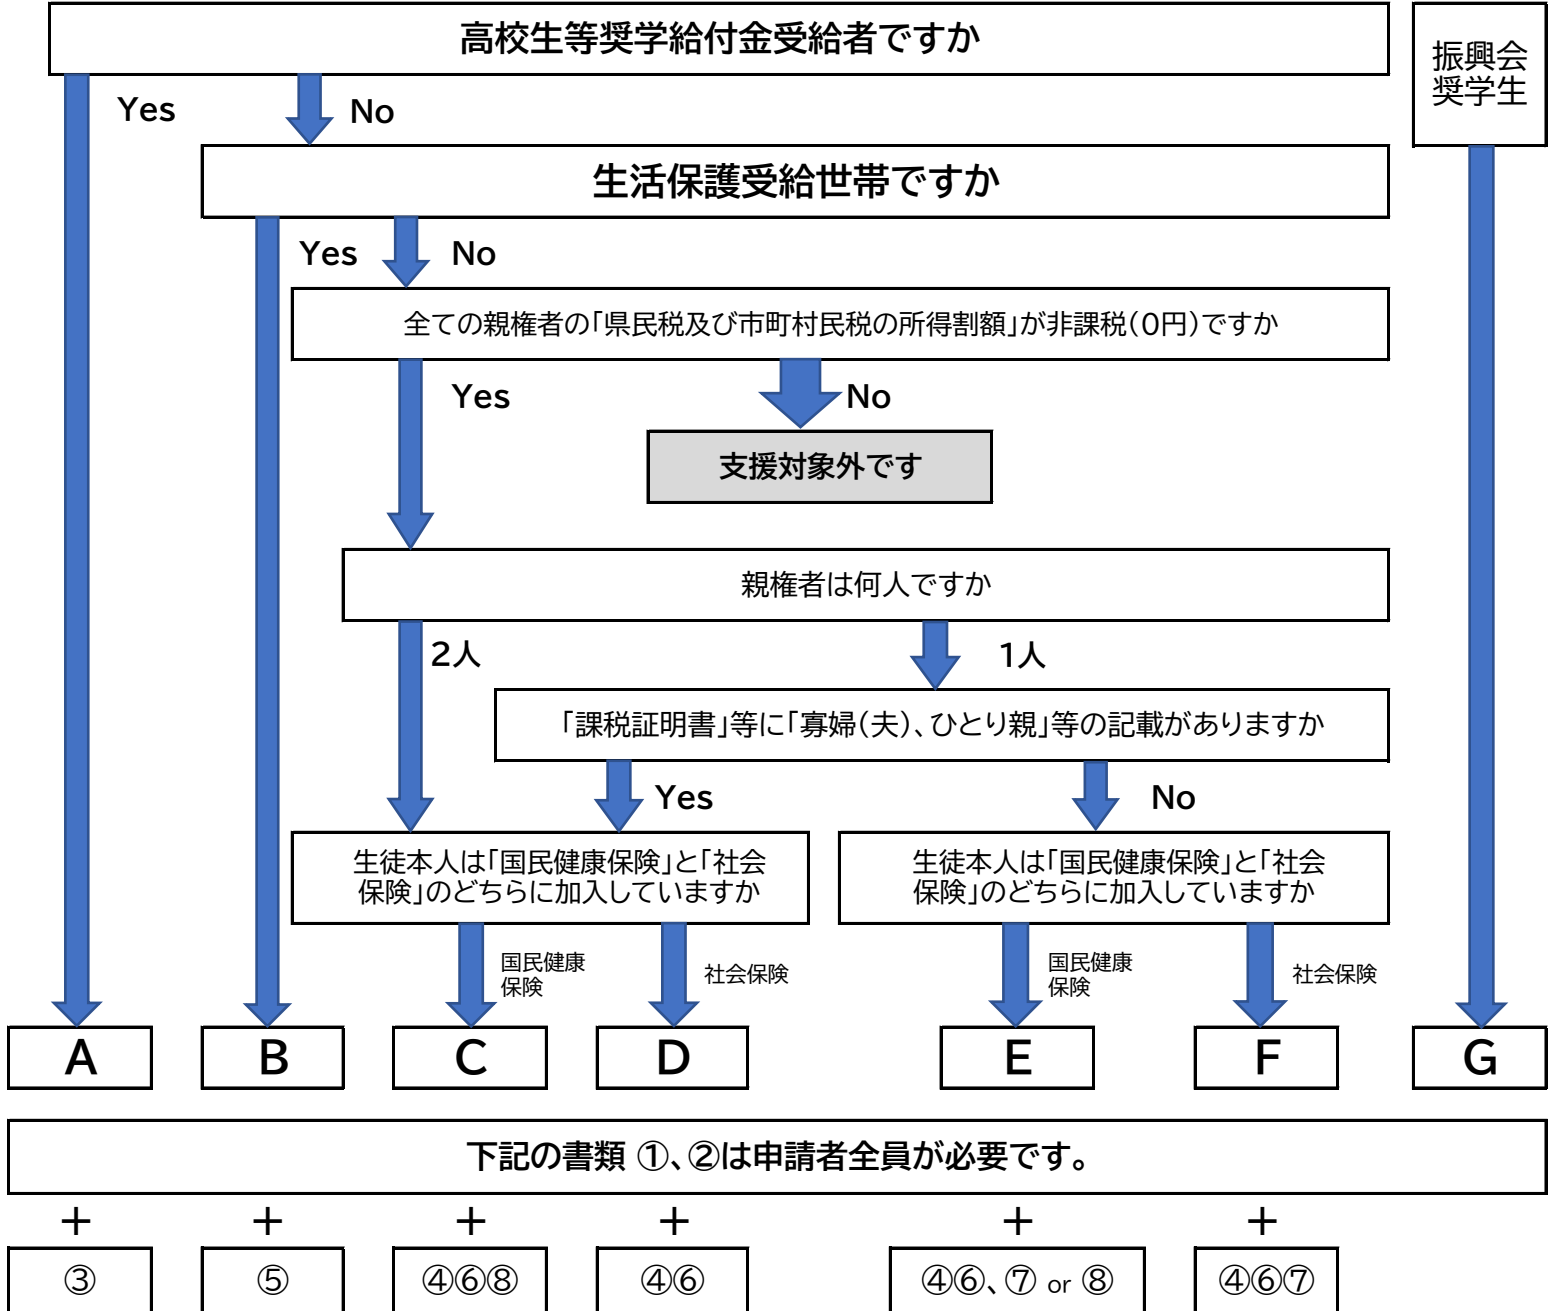 高校生等奨学給付金受給者ですか
振興会
奨学生
Yes
No
生活保護受給世帯ですか
Yes
No
全ての親権者の「県民税及び市町村民税の所得割額」が非課税（0円）ですか
Yes
No
支援対象外です
親権者は何人ですか
2人
1人
「課税証明書」等に「寡婦（夫）、ひとり親」等の記載がありますか
Yes
No
生徒本人は「国民健康保険」と「社会
保険」のどちらに加入していますか
生徒本人は「国民健康保険」と「社会
保険」のどちらに加入していますか
国民健康
保険
社会保険
国民健康
保険
社会保険
A
B
C
D
E
F
G
下記の書類 ①、②は申請者全員が必要です。
＋
＋
＋
＋
＋
＋
③
⑤
④⑥⑧
④⑥
④⑥、⑦ or ⑧
④⑥⑦